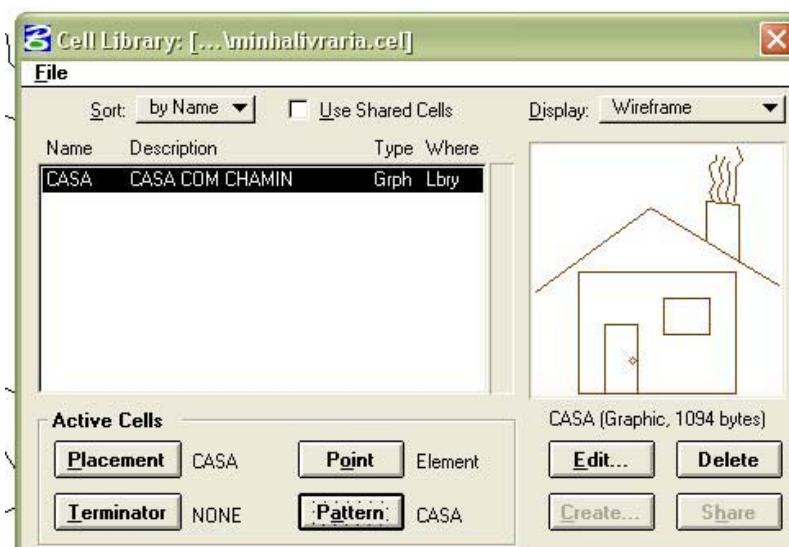 Cell Library: [...\minhalivraria.cel]
File
Sort: by Name Use Shared Cells Display: Wireframe
Name Description Type Where
CASA CASA COM CHAMIN Grph Lbry
Active Cells
CASA (Graphic, 1094 bytes)
Placement CASA Point Element Edit... Delete
Terminator NONE Pattern CASA Create... Share